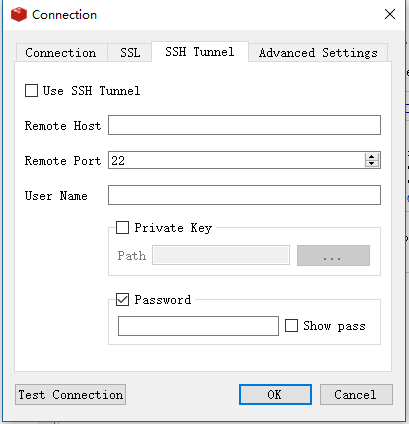 Connection
Connection SSL SSH Tunnel Advanced Settings
Use SSH Tunnel
Remote Host
Remote Port 22
User Name
Private Key
Path ...
Password
Show pass
Test Connection OK Cancel